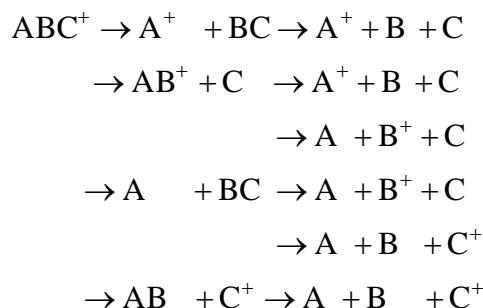 ABC⁺ → A⁺ + BC → A⁺ + B + C
→ AB⁺ + C → A⁺ + B + C
→ A + B⁺ + C
→ A + BC → A + B⁺ + C
→ A + B + C⁺
→ AB + C⁺ → A + B + C⁺